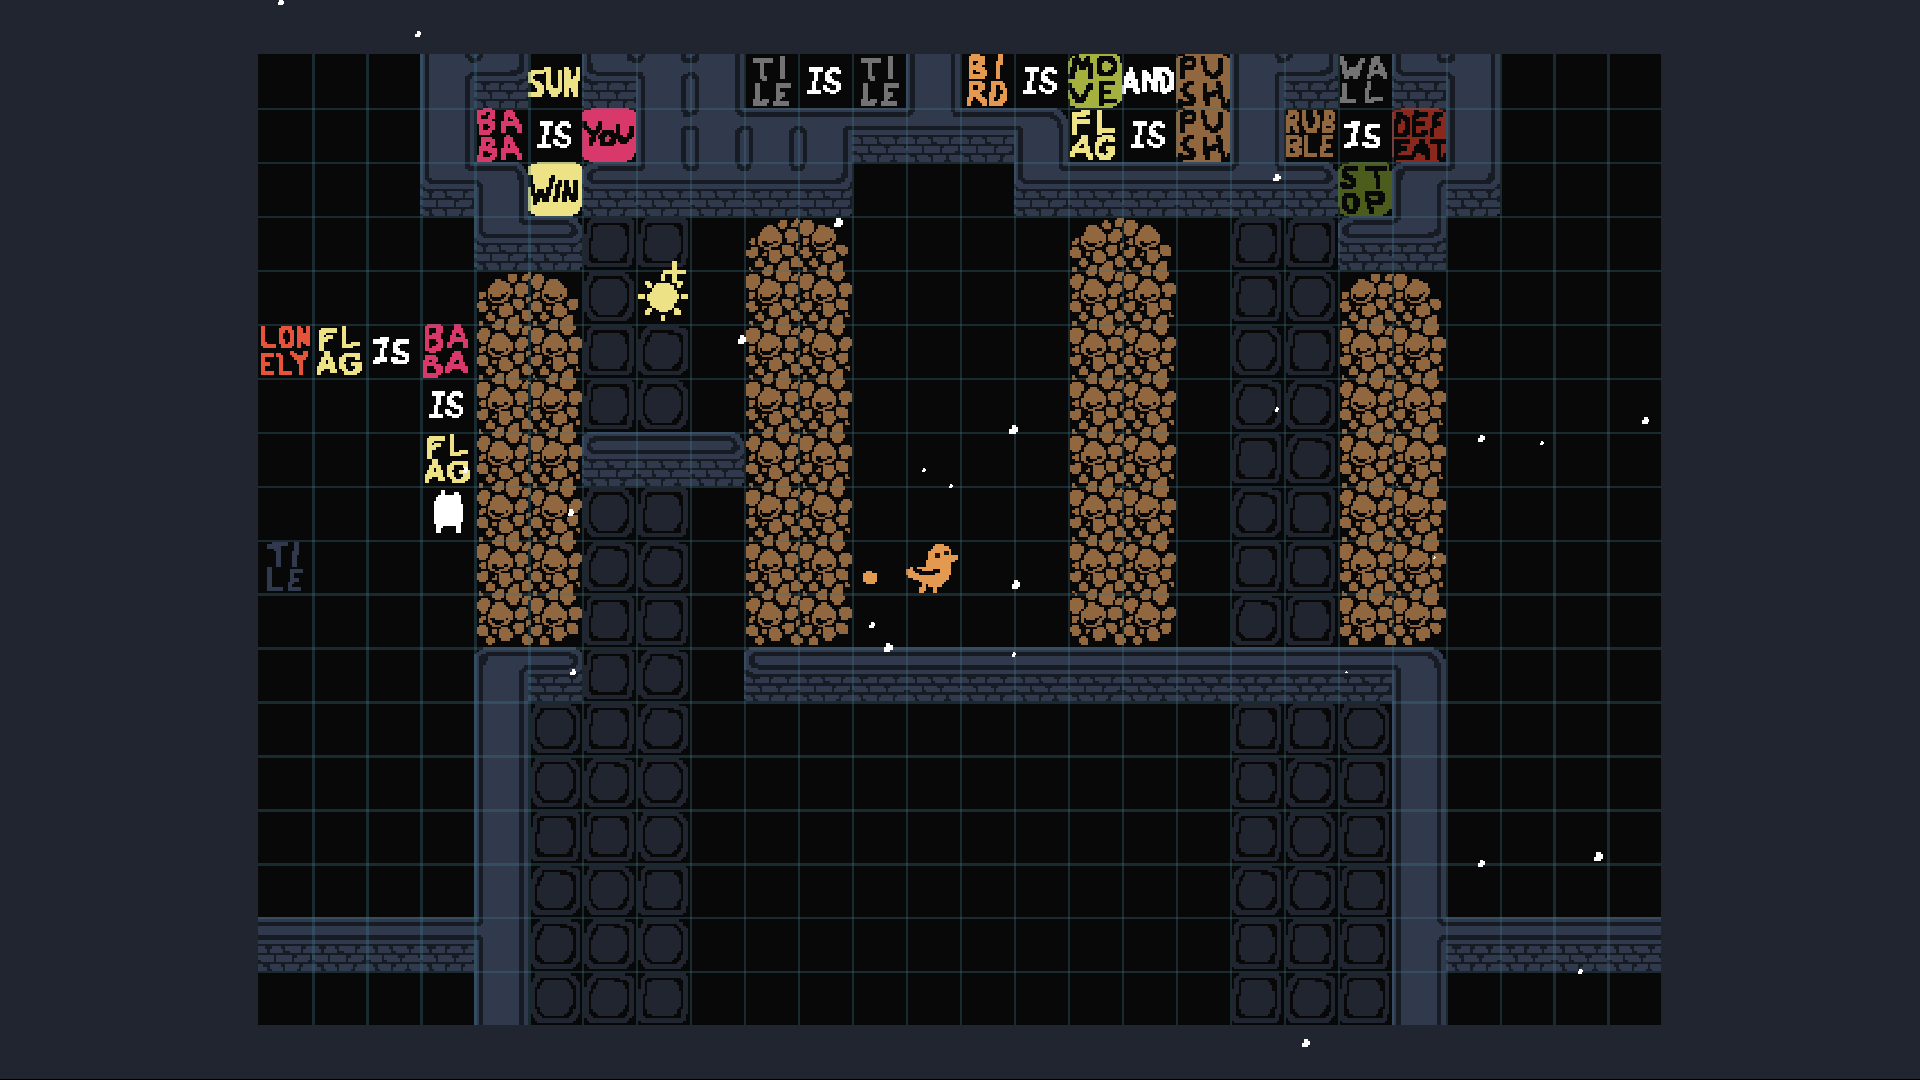 SUN TILE IS TILE BIRD IS MOVE AND PUSH WALL
BABA IS YOU FLAG IS PUSH RUBBLE IS DEFEAT
WIN STOP
LONELY FLAG IS BABA
IS
FLAG
TILE